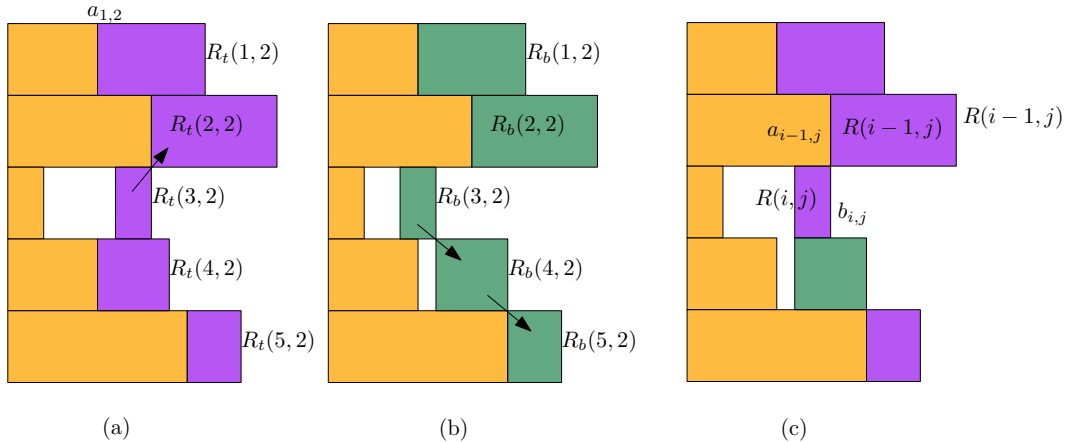 $a_{1,2}$
$R_t(1,2)$
$R_t(2,2)$
$R_t(3,2)$
$R_t(4,2)$
$R_t(5,2)$
(a)
$R_b(1,2)$
$R_b(2,2)$
$R_b(3,2)$
$R_b(4,2)$
$R_b(5,2)$
(b)
$a_{i-1,j}$
$R(i-1,j)$
$R(i-1,j)$
$R(i,j)$
$b_{i,j}$
(c)